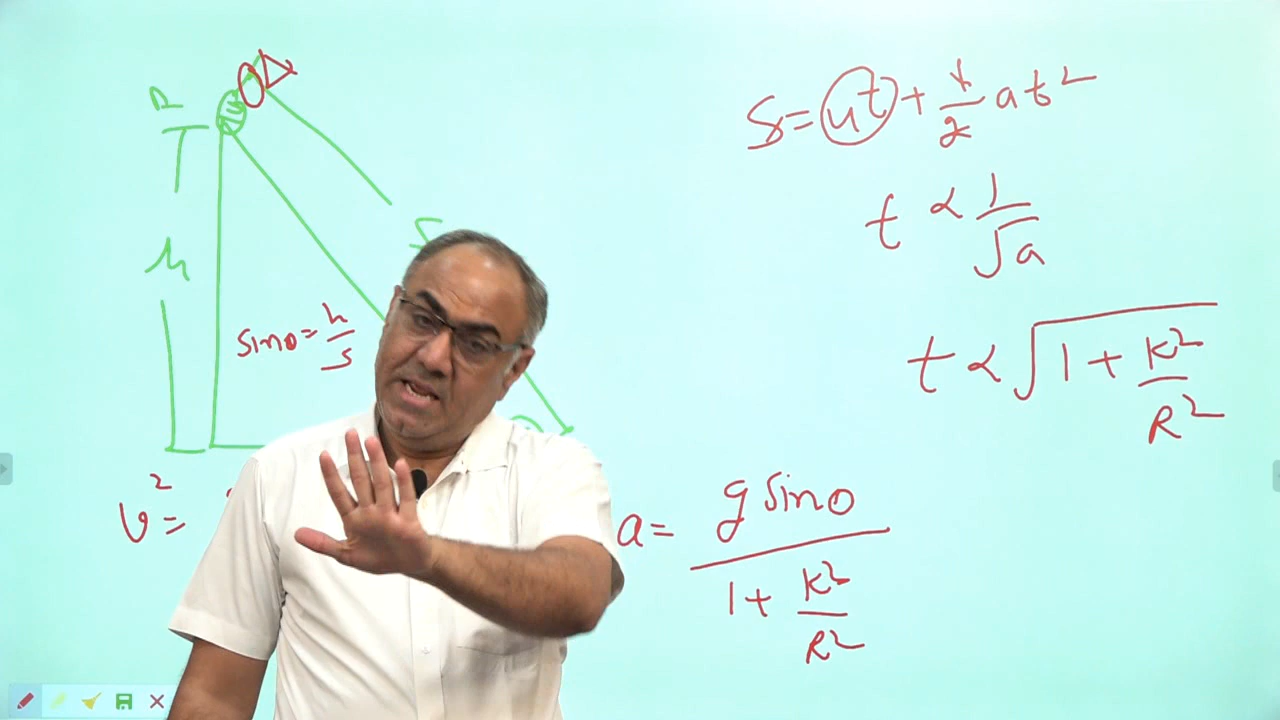 R
h
S
sinθ = h/s
v² =
S = ut + 1/2 at²
t ∝ 1/√a
t ∝ √(1 + K²/R²)
a = g sinθ / (1 + K²/R²)